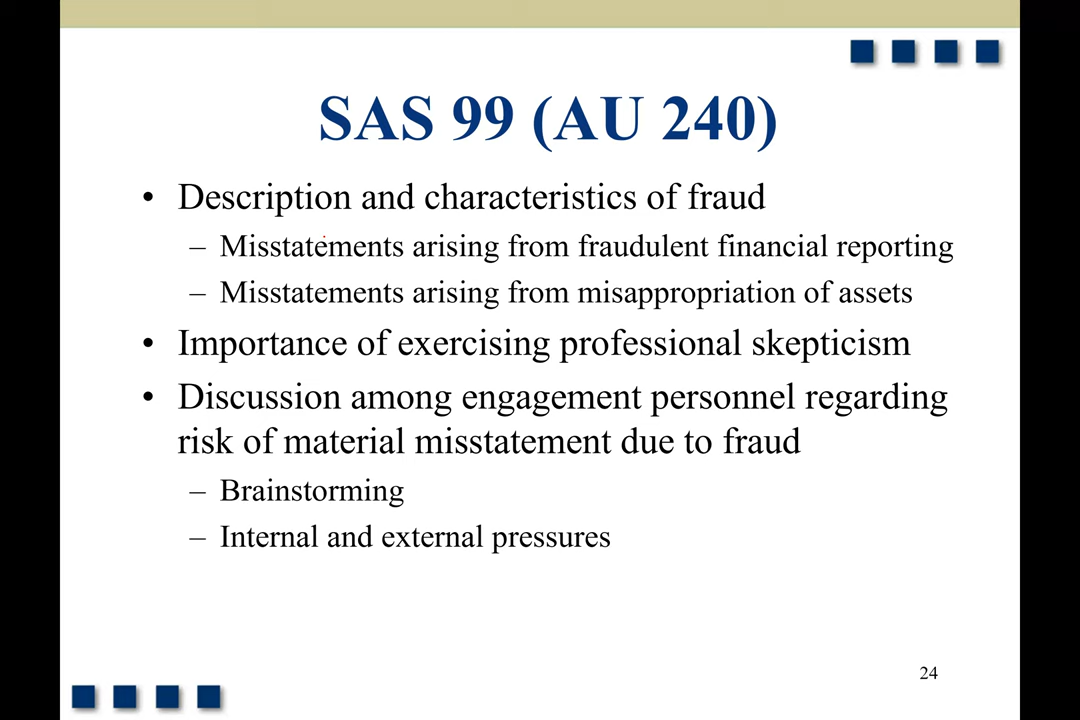 SAS 99 (AU 240)
• Description and characteristics of fraud
– Misstatements arising from fraudulent financial reporting
– Misstatements arising from misappropriation of assets
• Importance of exercising professional skepticism
• Discussion among engagement personnel regarding
risk of material misstatement due to fraud
– Brainstorming
– Internal and external pressures
24